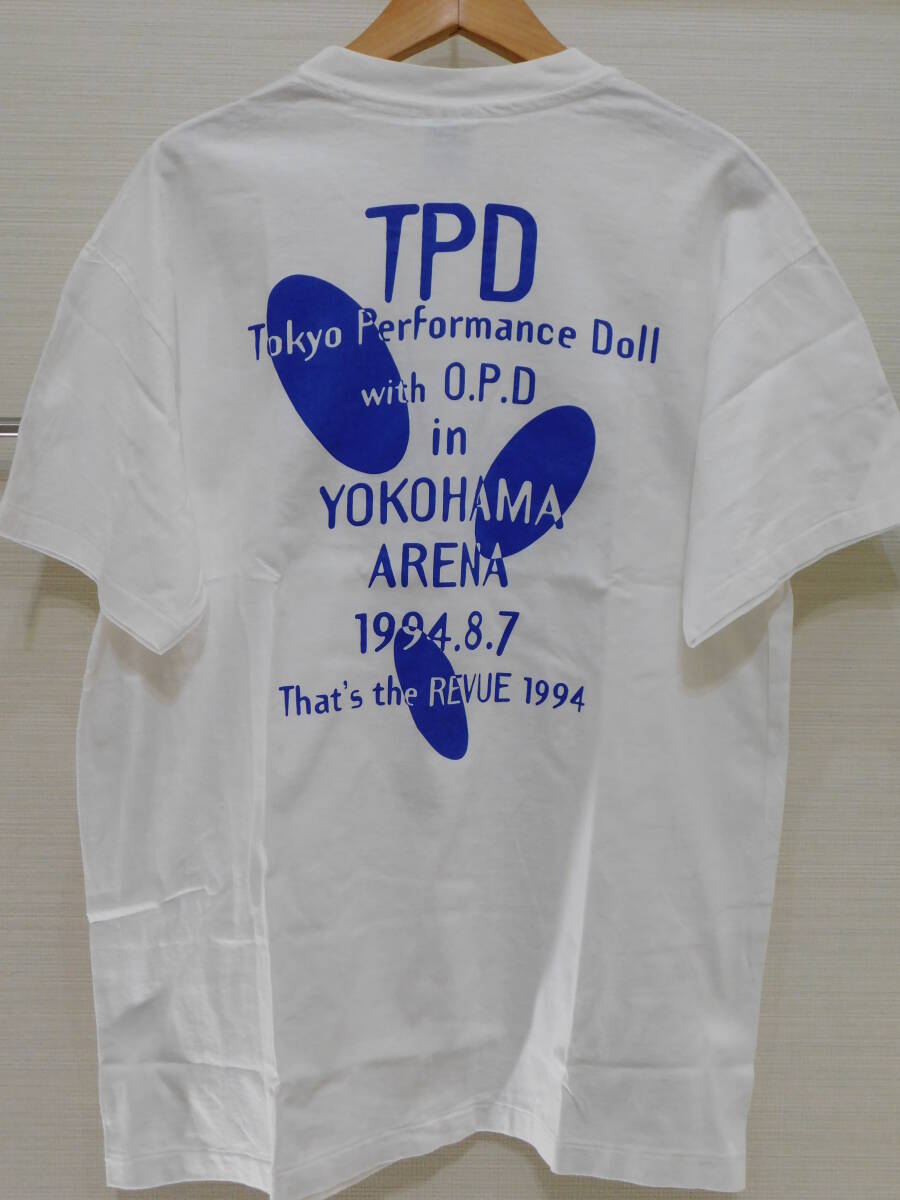 TPD
Tokyo Performance Doll
with O.P.D
in
YOKOHAMA
ARENA
1994.8.7
That's the REVUE 1994